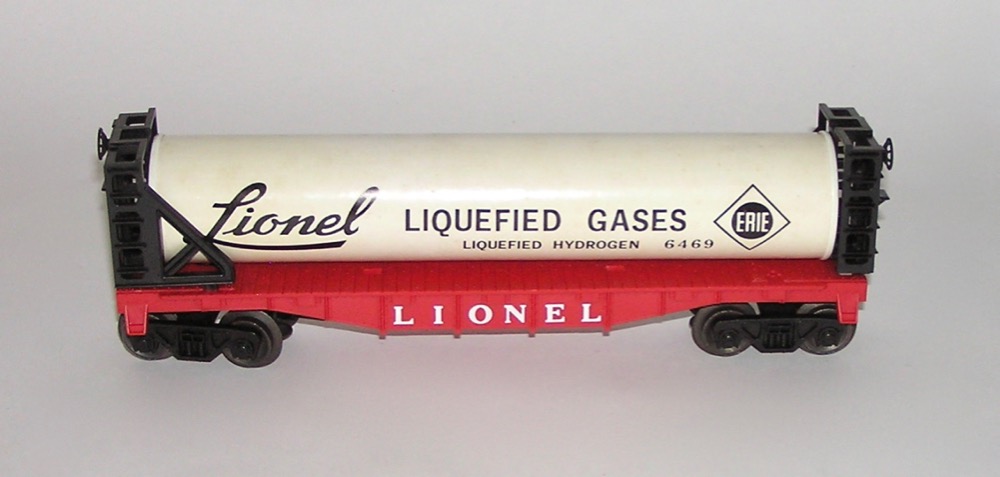 Lionel LIQUEFIED GASES ERIE
LIQUEFIED HYDROGEN 6469
LIONEL